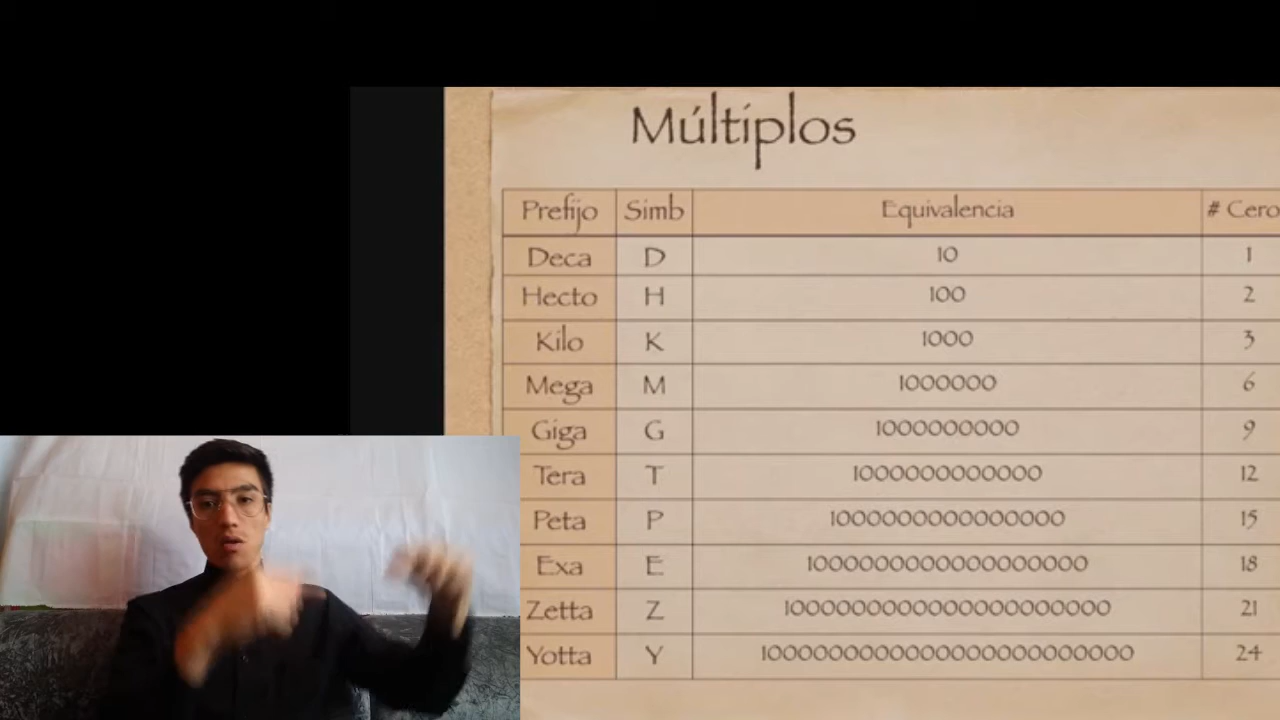 Múltiplos
Prefijo Simb Equivalencia # Cero
Deca D 10 1
Hecto H 100 2
Kilo K 1000 3
Mega M 1000000 6
Giga G 1000000000 9
Tera T 1000000000000 12
Peta P 1000000000000000 15
Exa E 1000000000000000000 18
Zetta Z 1000000000000000000000 21
Yotta Y 1000000000000000000000000 24